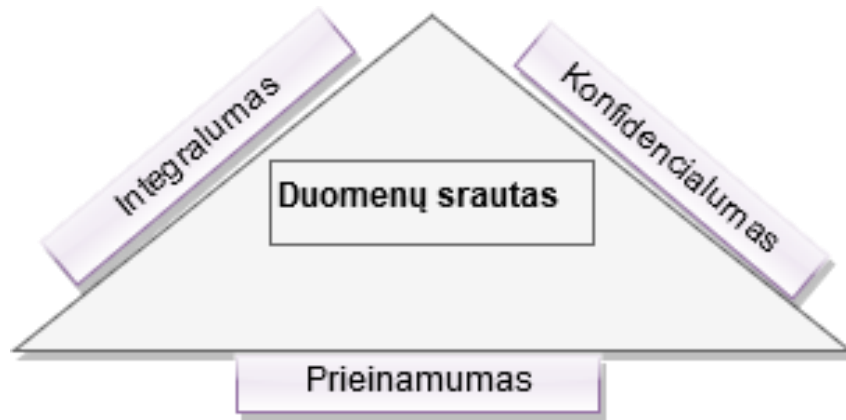 Integralumas
Konfidencialumas
Duomenų srautas
Prieinamumas